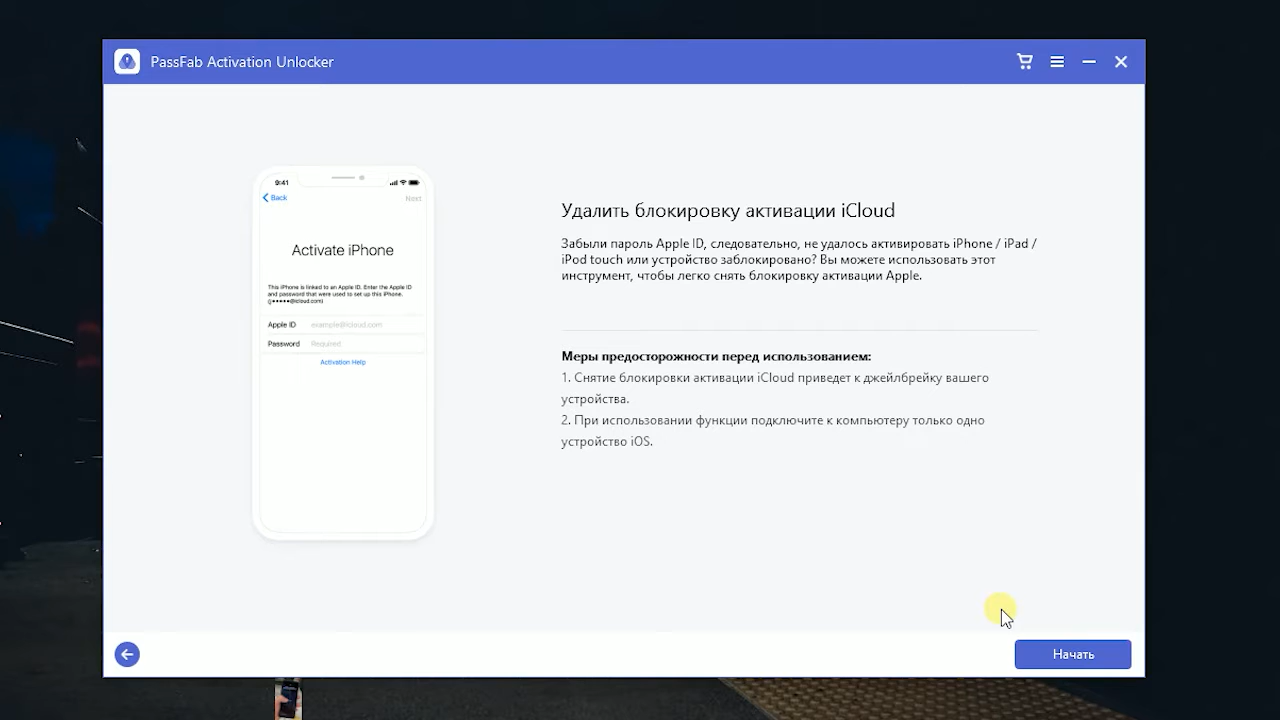 PassFab Activation Unlocker
9:41
Back
Next
Activate iPhone
This iPhone is linked to an Apple ID. Enter the Apple ID
and password that were used to set up this iPhone.
(j●●●●●@icloud.com)
Apple ID example@icloud.com
Password Required
Activation Help
Удалить блокировку активации iCloud
Забыли пароль Apple ID, следовательно, не удалось активировать iPhone / iPad /
iPod touch или устройство заблокировано? Вы можете использовать этот
инструмент, чтобы легко снять блокировку активации Apple.
Меры предосторожности перед использованием:
1. Снятие блокировки активации iCloud приведет к джейлбрейку вашего
устройства.
2. При использовании функции подключите к компьютеру только одно
устройство iOS.
Начать